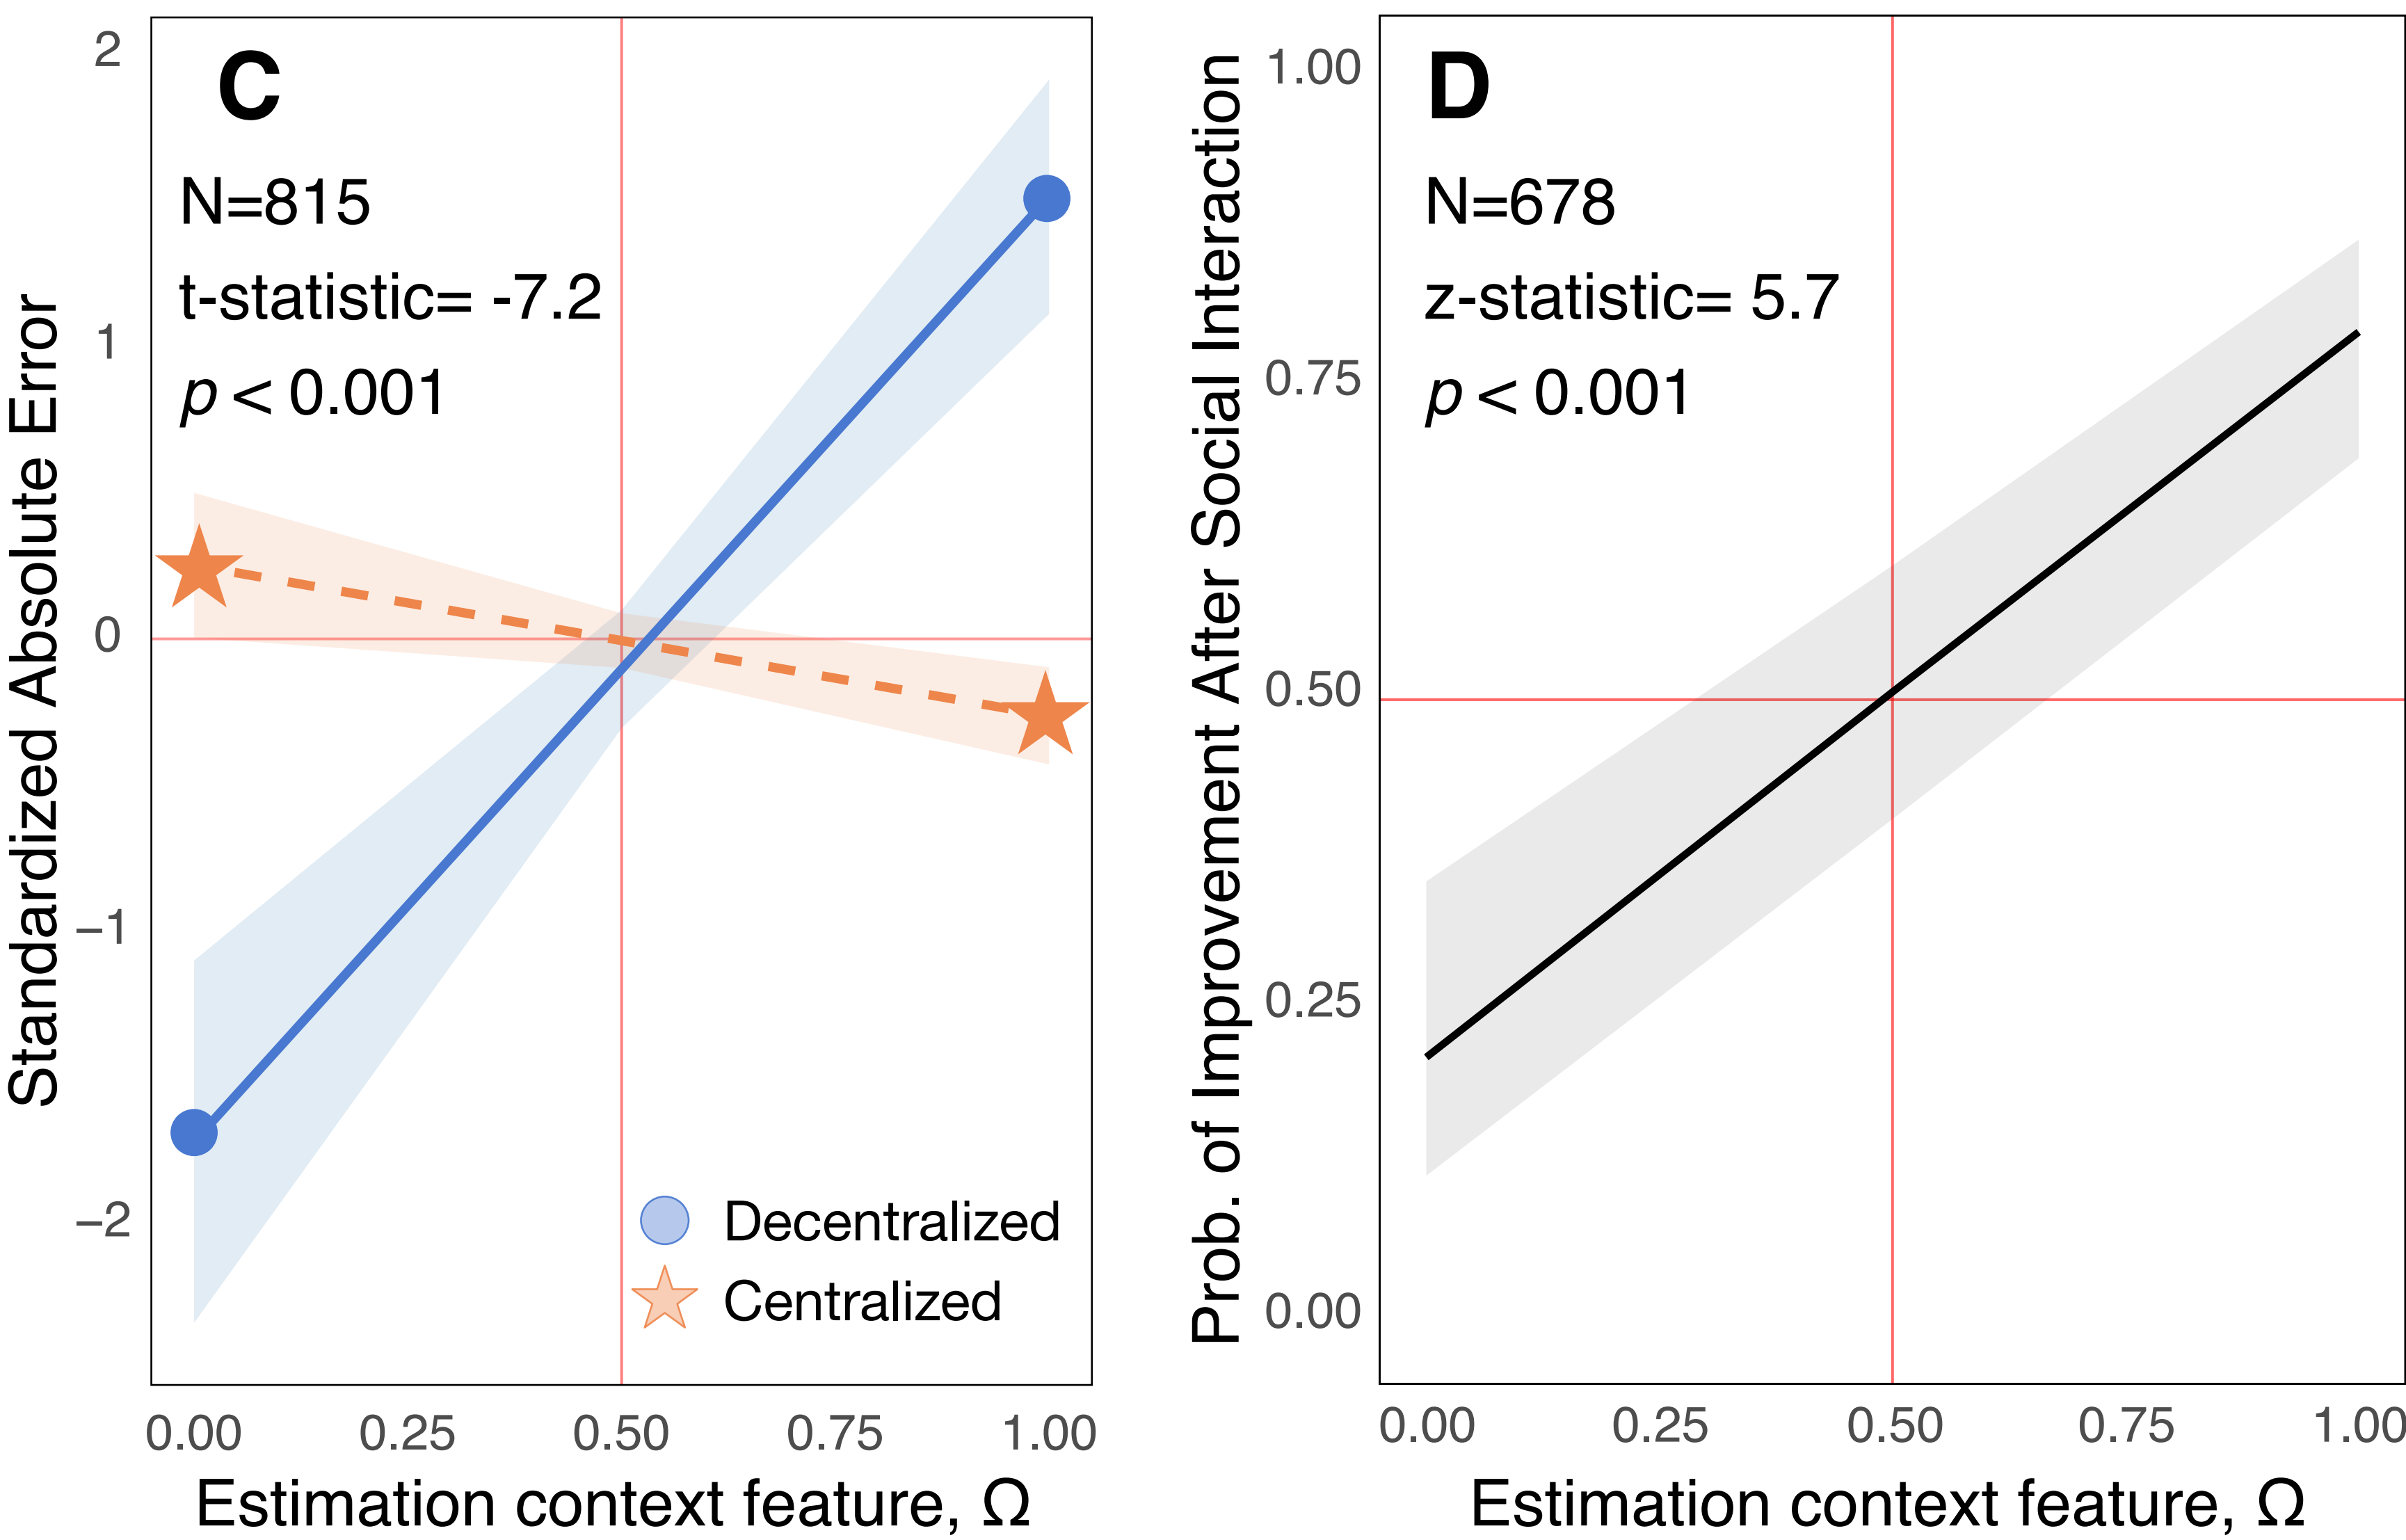 C
N=815
t-statistic= -7.2
p < 0.001
Standardized Absolute Error
2
1
0
−1
−2
Decentralized
Centralized
0.00 0.25 0.50 0.75 1.00
Estimation context feature, Ω
D
N=678
z-statistic= 5.7
p < 0.001
Prob. of Improvement After Social Interaction
1.00
0.75
0.50
0.25
0.00
0.00 0.25 0.50 0.75 1.00
Estimation context feature, Ω